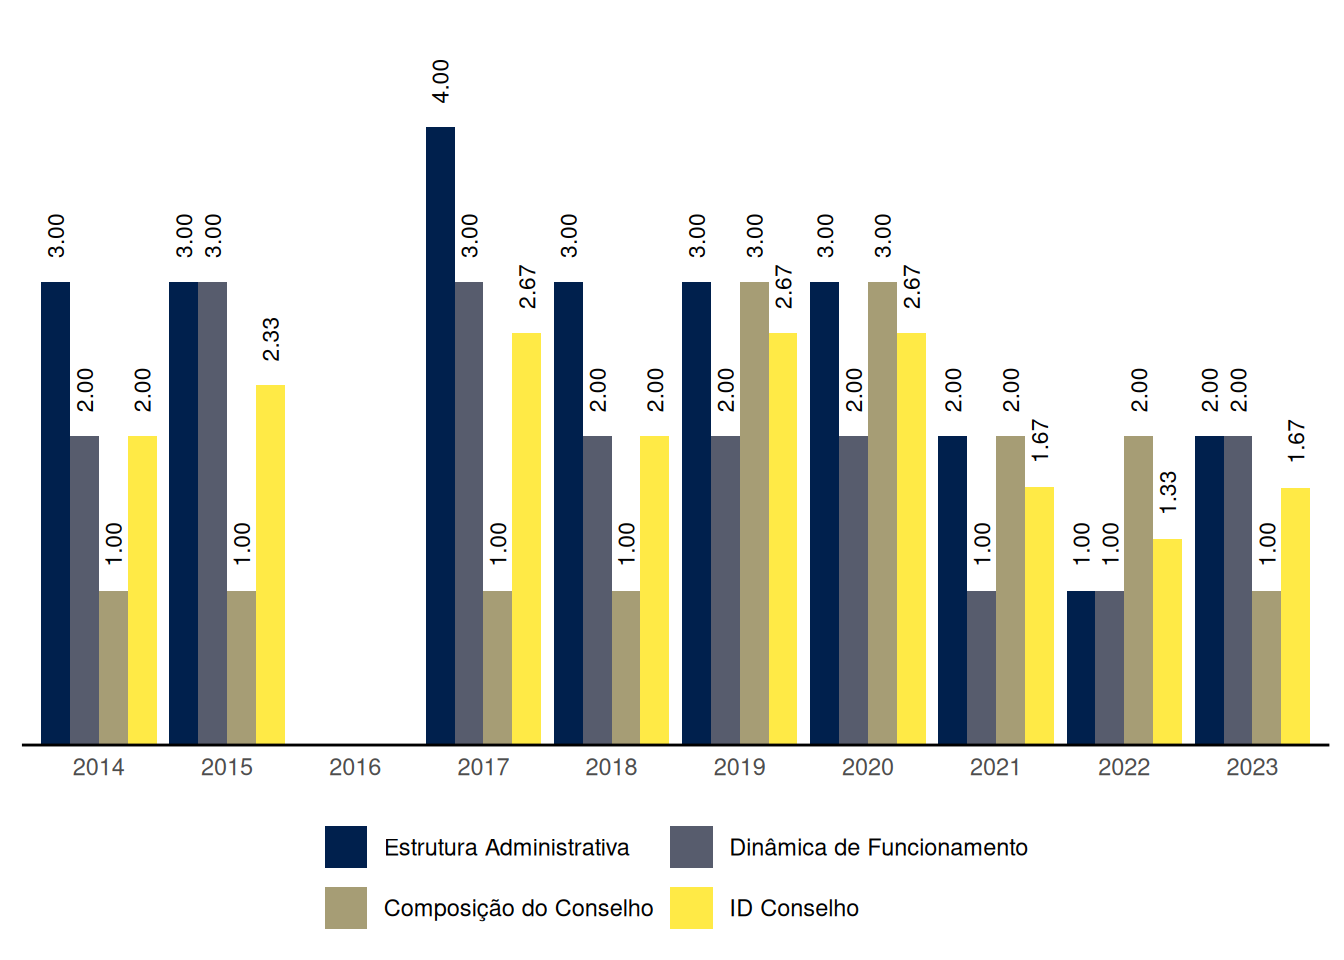 4.00
3.00 3.00 3.00 3.00 3.00 3.00 3.00 3.00 3.00
2.67 2.67 2.67
2.33
2.00 2.00 2.00 2.00 2.00 2.00 2.00 2.00 2.00 2.00 2.00
1.67 1.67
1.33
1.00 1.00 1.00 1.00 1.00 1.00 1.00 1.00
2014 2015 2016 2017 2018 2019 2020 2021 2022 2023
Estrutura Administrativa Dinâmica de Funcionamento
Composição do Conselho ID Conselho